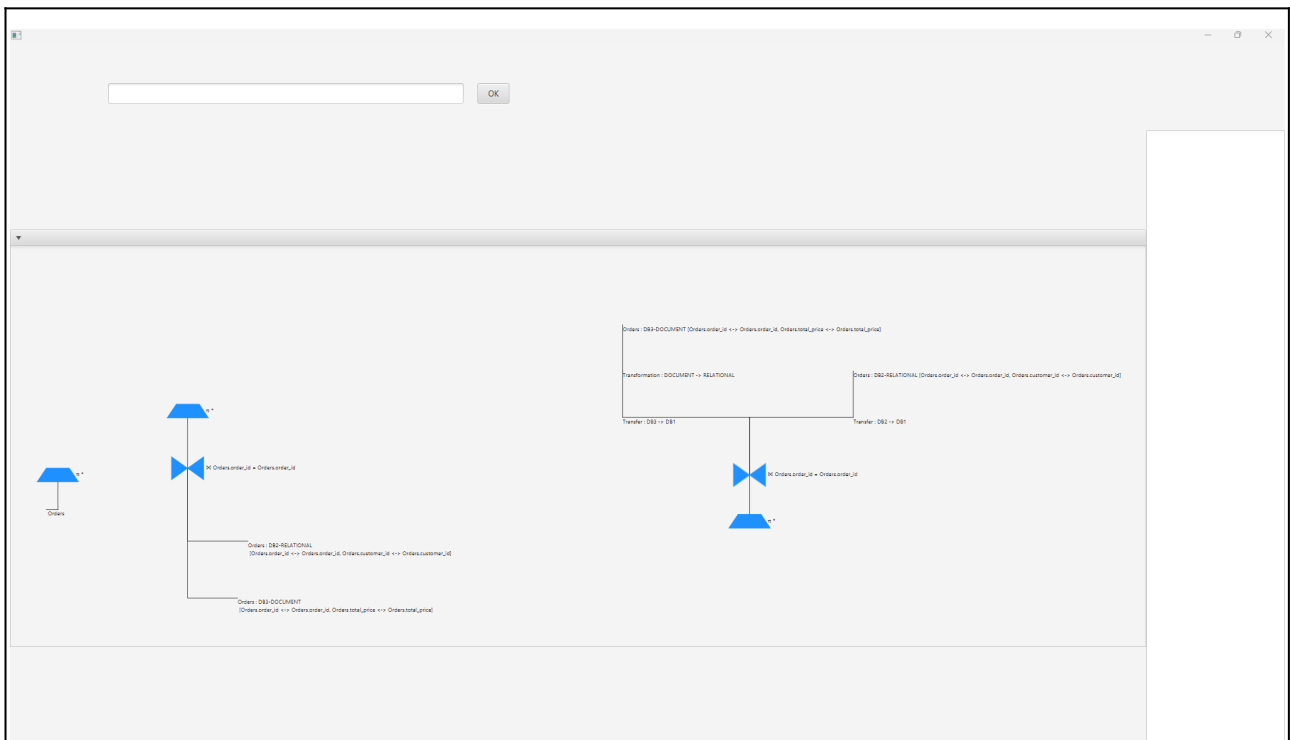 OK
Orders : DB3-DOCUMENT [Orders.order_id <-> Orders.order_id, Orders.total_price <-> Orders.total_price]
Transformation : DOCUMENT -> RELATIONAL
Orders : DB2-RELATIONAL [Orders.order_id <-> Orders.order_id, Orders.customer_id <-> Orders.customer_id]
Transfer : DB3 -> DB1
Transfer : DB2 -> DB1
π *
⋈ Orders.order_id = Orders.order_id
π *
Orders
Orders : DB2-RELATIONAL
[Orders.order_id <-> Orders.order_id, Orders.customer_id <-> Orders.customer_id]
Orders : DB3-DOCUMENT
[Orders.order_id <-> Orders.order_id, Orders.total_price <-> Orders.total_price]
⋈ Orders.order_id = Orders.order_id
π *